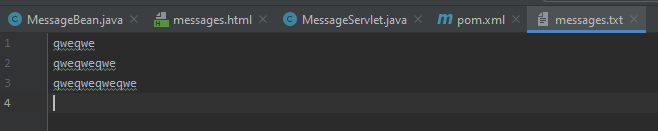 MessageBean.java messages.html MessageServlet.java pom.xml messages.txt
1 qweqwe
2 qweqweqwe
3 qweqweqweqwe
4